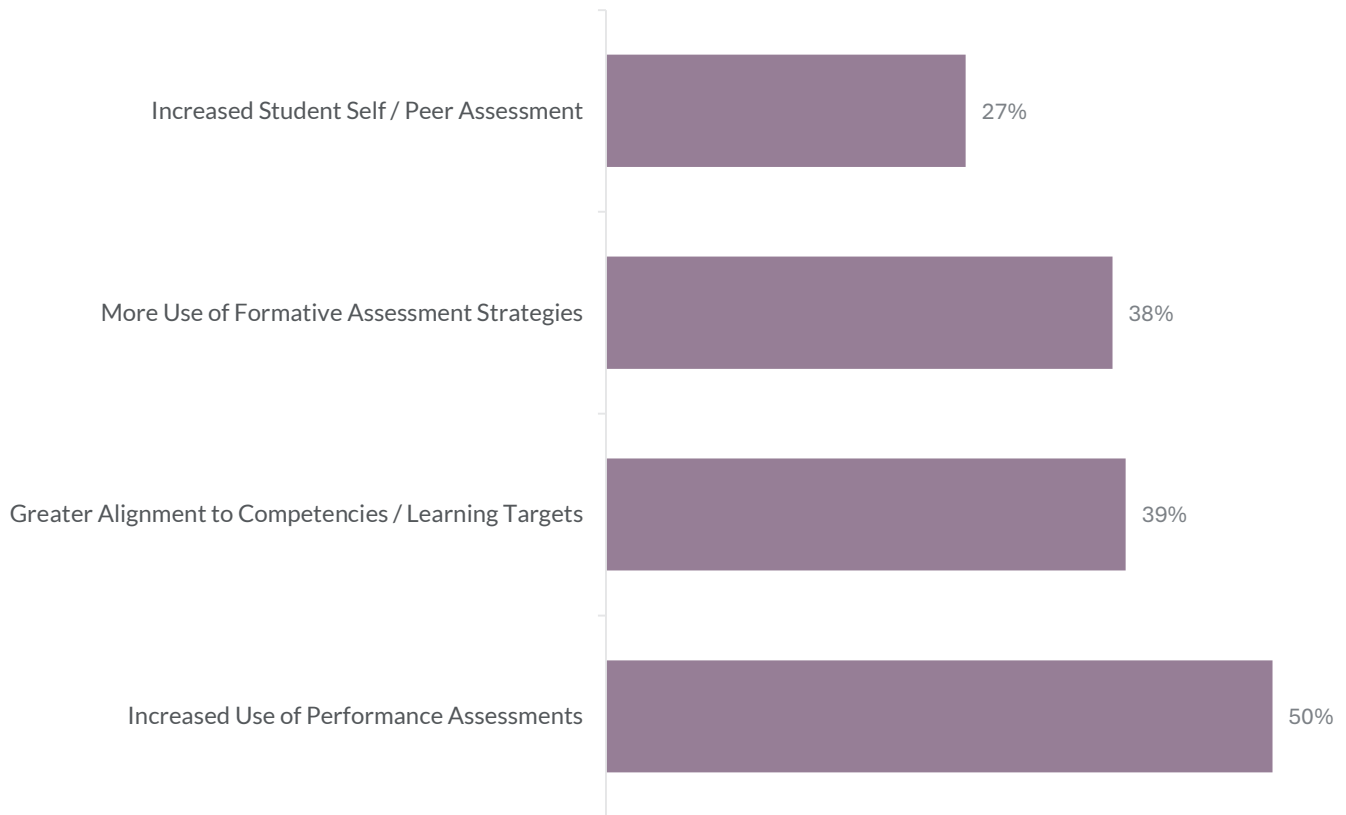 Increased Student Self / Peer Assessment
27%
More Use of Formative Assessment Strategies
38%
Greater Alignment to Competencies / Learning Targets
39%
Increased Use of Performance Assessments
50%